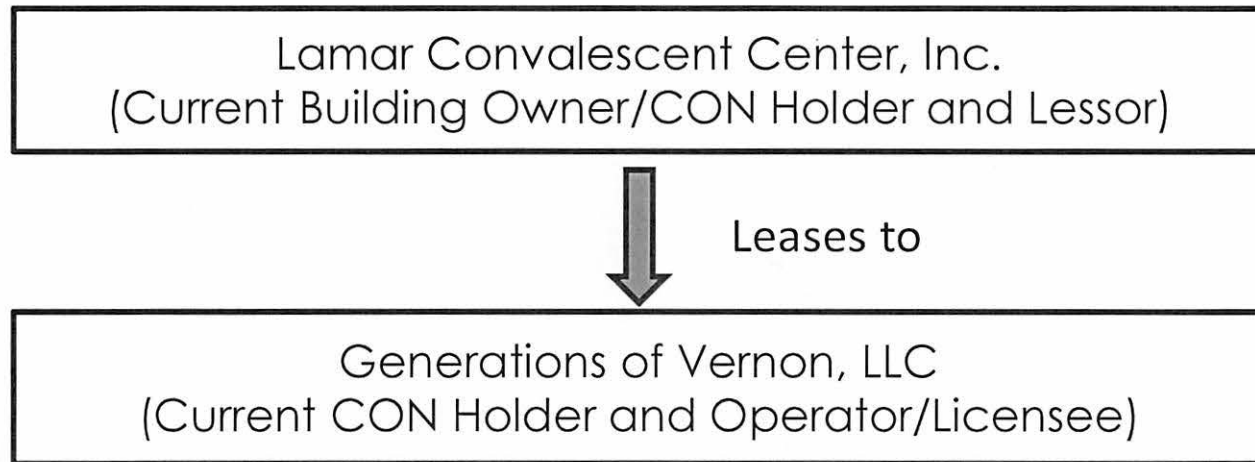 Lamar Convalescent Center, Inc.
(Current Building Owner/CON Holder and Lessor)
Leases to
Generations of Vernon, LLC
(Current CON Holder and Operator/Licensee)